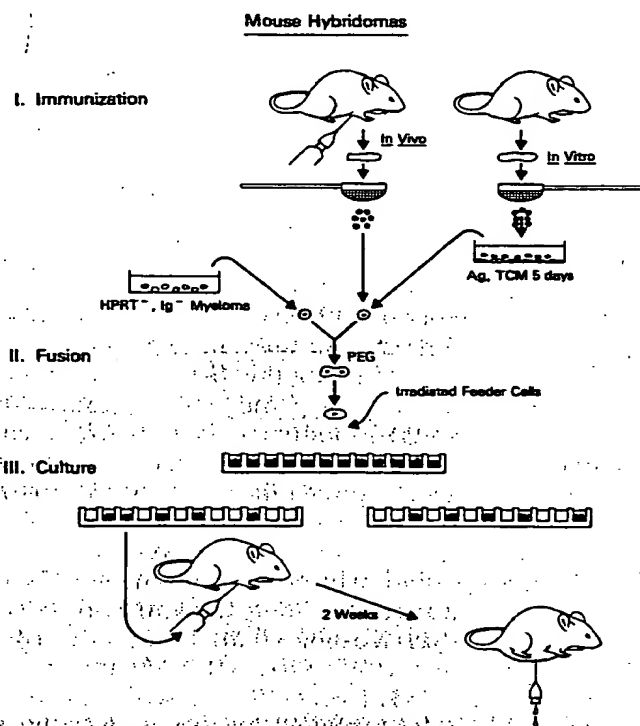 Mouse Hybridomas
I. Immunization
In Vivo
In Vitro
Ag, TCM 5 days
HPRT⁻, Ig⁻ Myeloma
II. Fusion
PEG
Irradiated Feeder Cells
III. Culture
2 Weeks